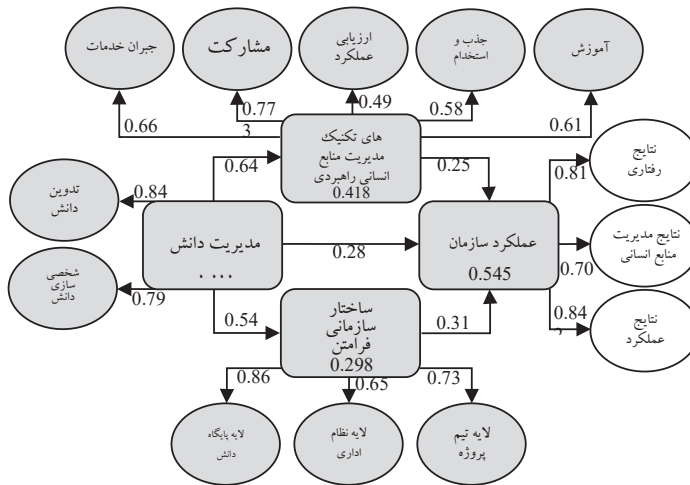 جبران خدمات
مشارکت
ارزیابی
عملکرد
جذب و
استخدام
آموزش
0.66
0.77
3
0.49
0.58
0.61
های تکنیک
مدیریت منابع
انسانی راهبردی
0.418
0.64
0.25
نتایج
رفتاری
0.81
تدوین
دانش
0.84
مدیریت دانش
. ...
0.28
عملکرد سازمان
0.545
نتایج مدیریت
منابع انسانی
0.70
شخصی
سازی
دانش
0.79
0.54
ساختار
سازمانی
فرامتن
0.298
0.31
0.84
نتایج
عملکرد
0.86
0.65
0.73
لایه پایگاه
دانش
لایه نظام
اداری
لایه تیم
پروژه